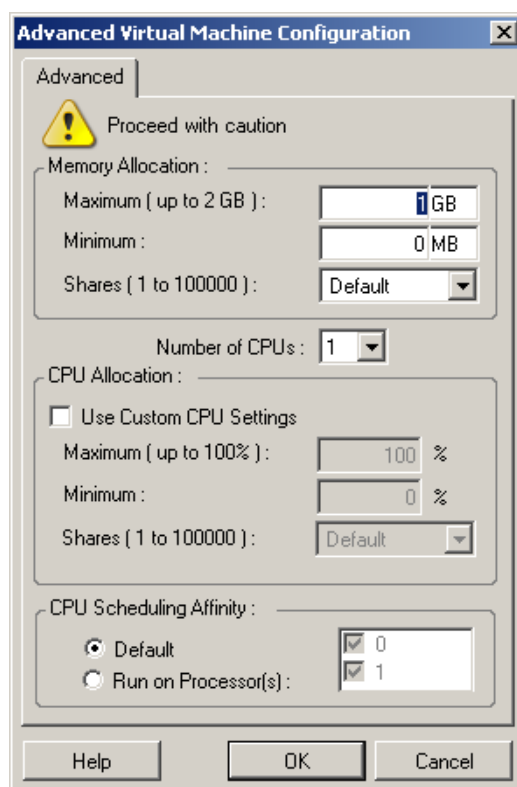 Advanced Virtual Machine Configuration
Advanced
Proceed with caution
Memory Allocation :
Maximum ( up to 2 GB ) : 1 GB
Minimum : 0 MB
Shares ( 1 to 100000 ) : Default
Number of CPUs : 1
CPU Allocation :
Use Custom CPU Settings
Maximum ( up to 100% ) : 100 %
Minimum : 0 %
Shares ( 1 to 100000 ) : Default
CPU Scheduling Affinity :
Default 0
Run on Processor(s) : 1
Help OK Cancel